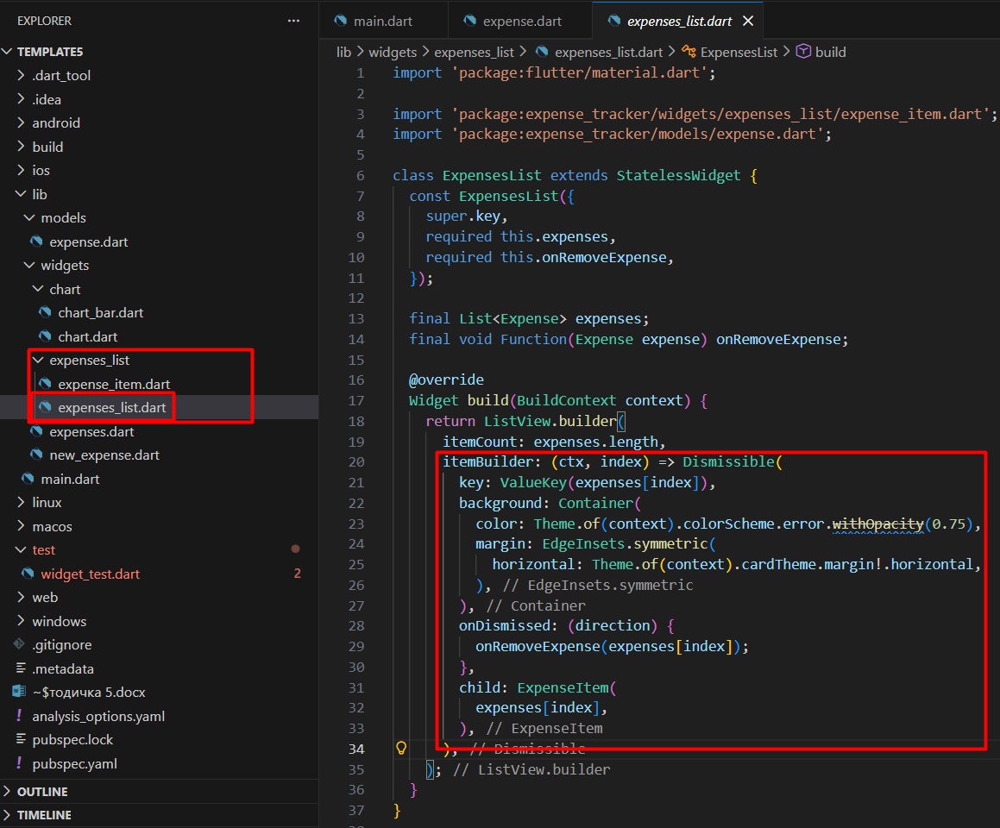 EXPLORER
...
TEMPLATE5
.dart_tool
.idea
android
build
ios
lib
models
expense.dart
widgets
chart
chart_bar.dart
chart.dart
expenses_list
expense_item.dart
expenses_list.dart
expenses.dart
new_expense.dart
main.dart
linux
macos
test
widget_test.dart 2
web
windows
.gitignore
.metadata
~$тодичка 5.docx
analysis_options.yaml
pubspec.lock
pubspec.yaml
OUTLINE
TIMELINE
main.dart expense.dart expenses_list.dart
lib > widgets > expenses_list > expenses_list.dart > ExpensesList > build
1 import 'package:flutter/material.dart';
2
3 import 'package:expense_tracker/widgets/expenses_list/expense_item.dart';
4 import 'package:expense_tracker/models/expense.dart';
5
6 class ExpensesList extends StatelessWidget {
7 const ExpensesList({
8 super.key,
9 required this.expenses,
10 required this.onRemoveExpense,
11 });
12
13 final List<Expense> expenses;
14 final void Function(Expense expense) onRemoveExpense;
15
16 @override
17 Widget build(BuildContext context) {
18 return ListView.builder(
19 itemCount: expenses.length,
20 itemBuilder: (ctx, index) => Dismissible(
21 key: ValueKey(expenses[index]),
22 background: Container(
23 color: Theme.of(context).colorScheme.error.withOpacity(0.75),
24 margin: EdgeInsets.symmetric(
25 horizontal: Theme.of(context).cardTheme.margin!.horizontal,
26 ), // EdgeInsets.symmetric
27 ), // Container
28 onDismissed: (direction) {
29 onRemoveExpense(expenses[index]);
30 },
31 child: ExpenseItem(
32 expenses[index],
33 ), // ExpenseItem
34 ), // Dismissible
35 ); // ListView.builder
36 }
37 }